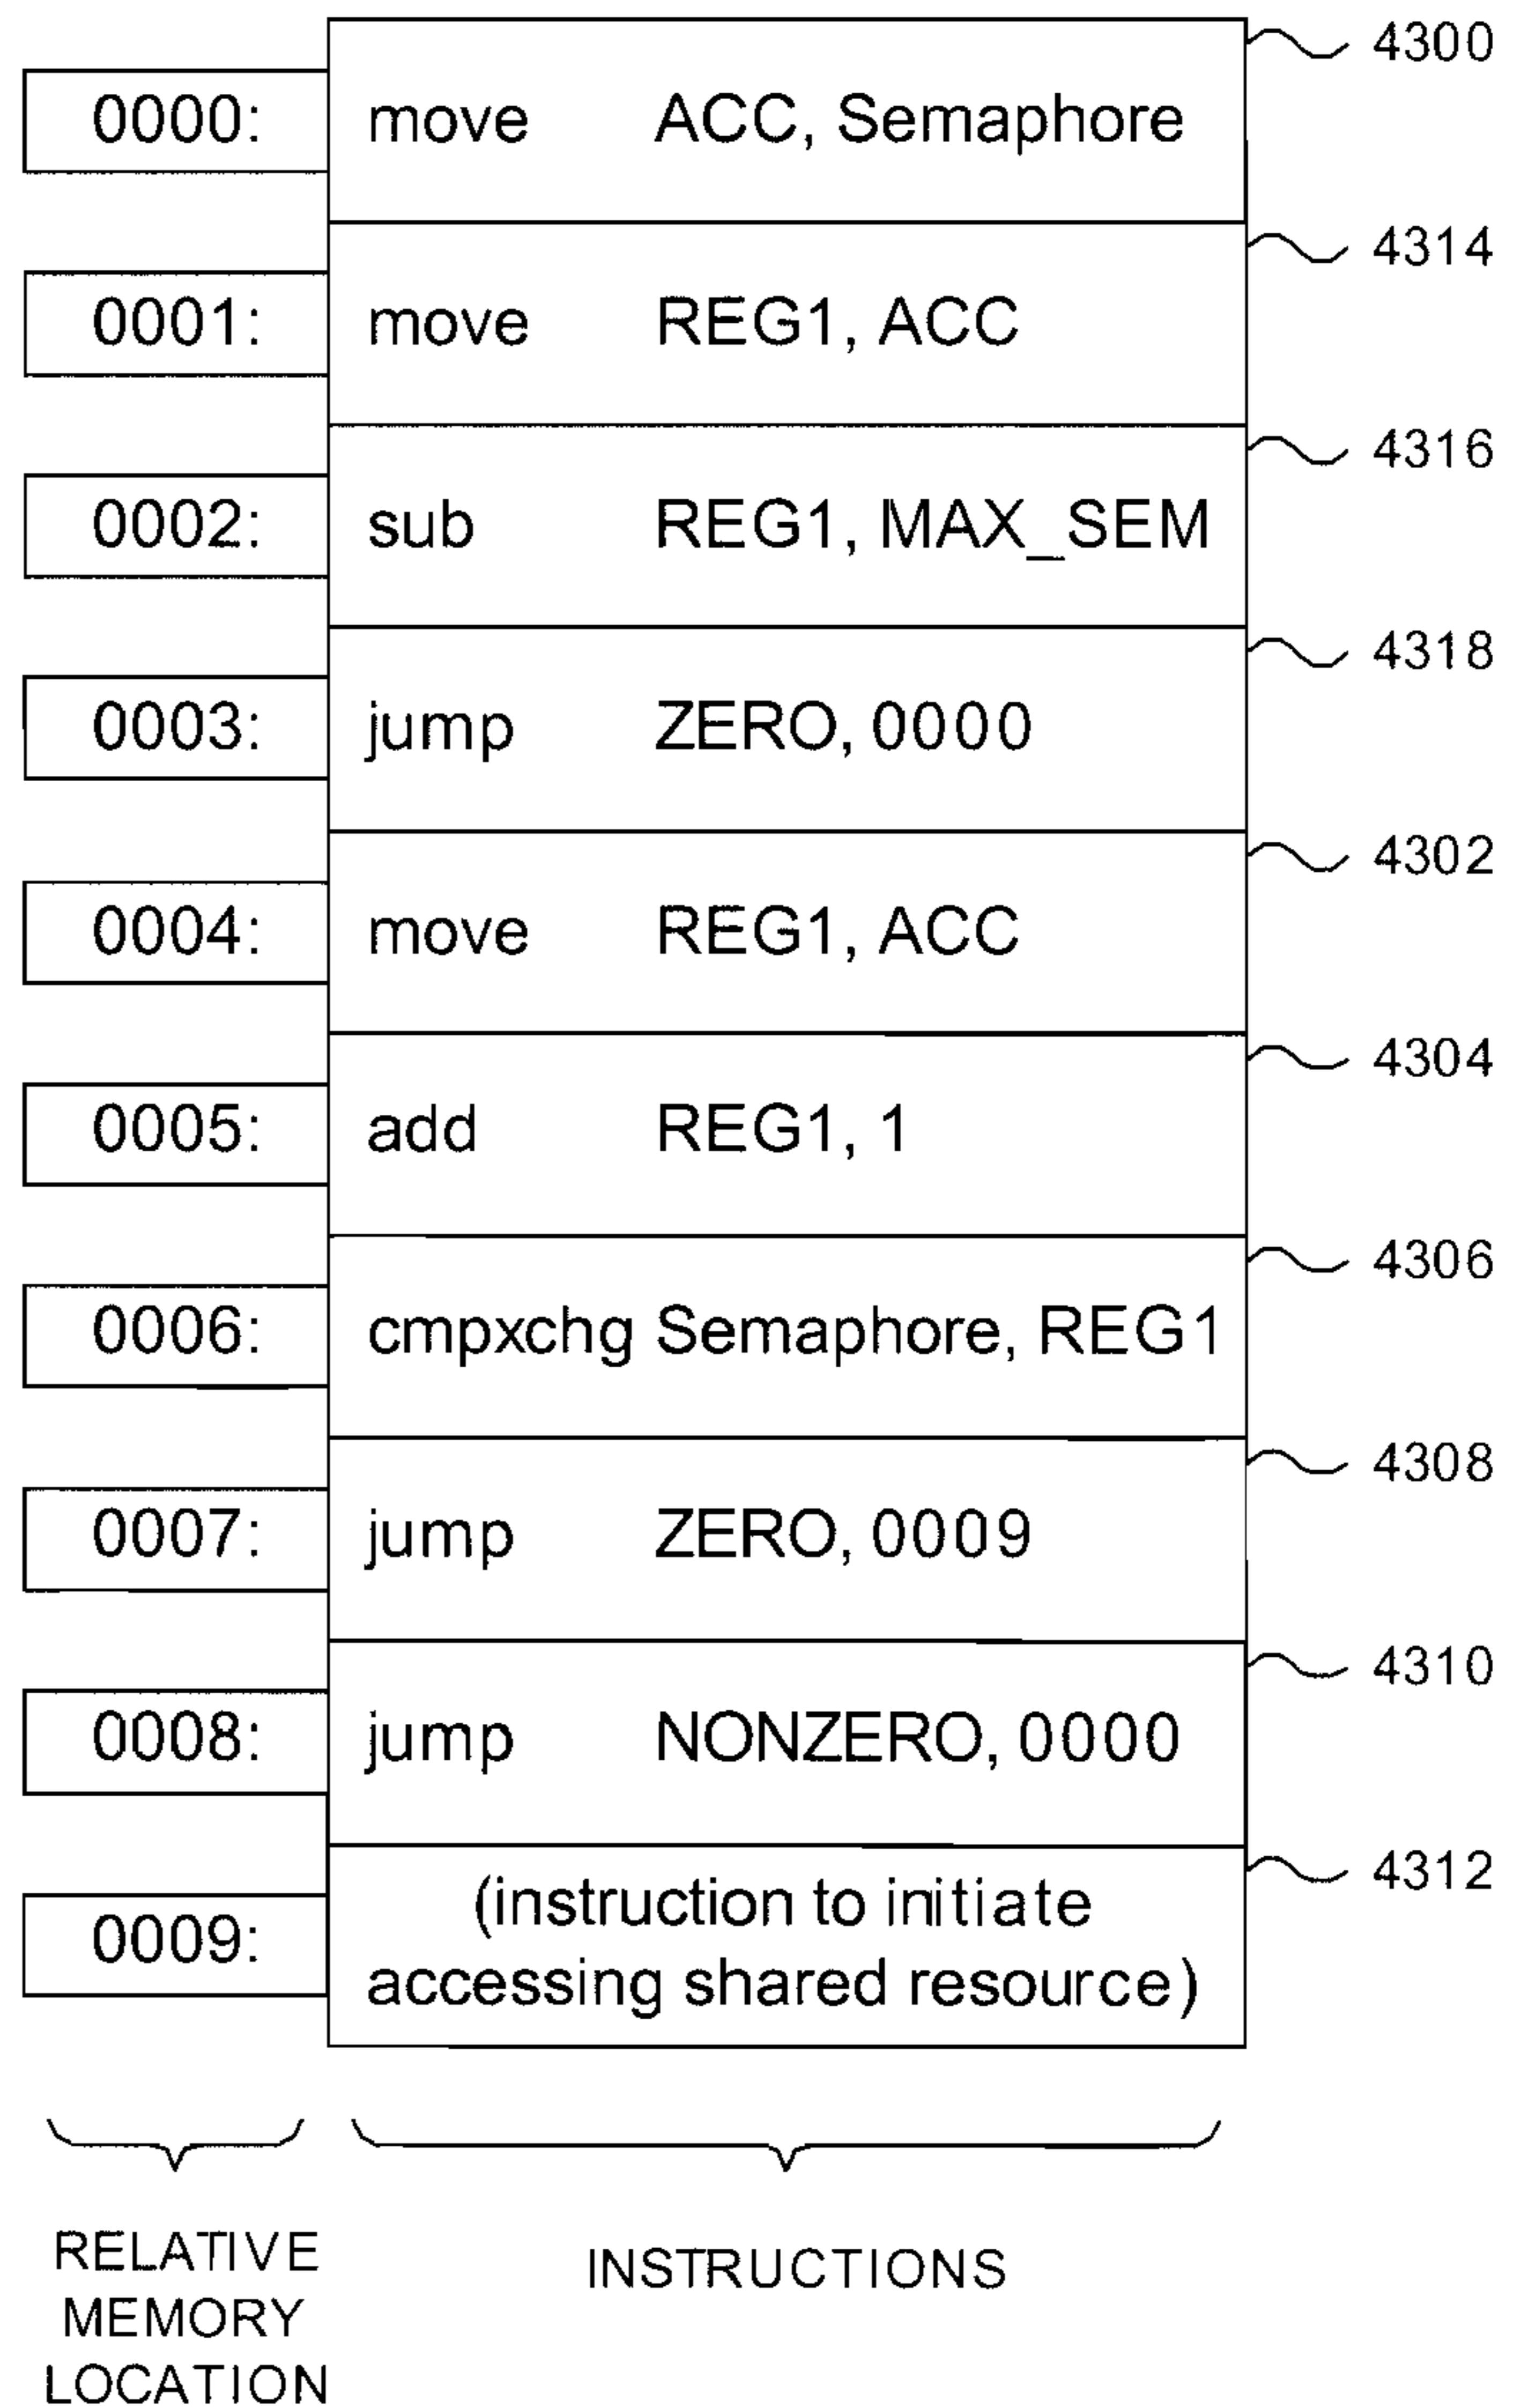 4300
0000: move ACC, Semaphore
4314
0001: move REG1, ACC
4316
0002: sub REG1, MAX_SEM
4318
0003: jump ZERO, 0000
4302
0004: move REG1, ACC
4304
0005: add REG1, 1
4306
0006: cmpxchg Semaphore, REG1
4308
0007: jump ZERO, 0009
4310
0008: jump NONZERO, 0000
4312
0009:
(instruction to initiate
accessing shared resource)
RELATIVE
MEMORY
LOCATION
INSTRUCTIONS